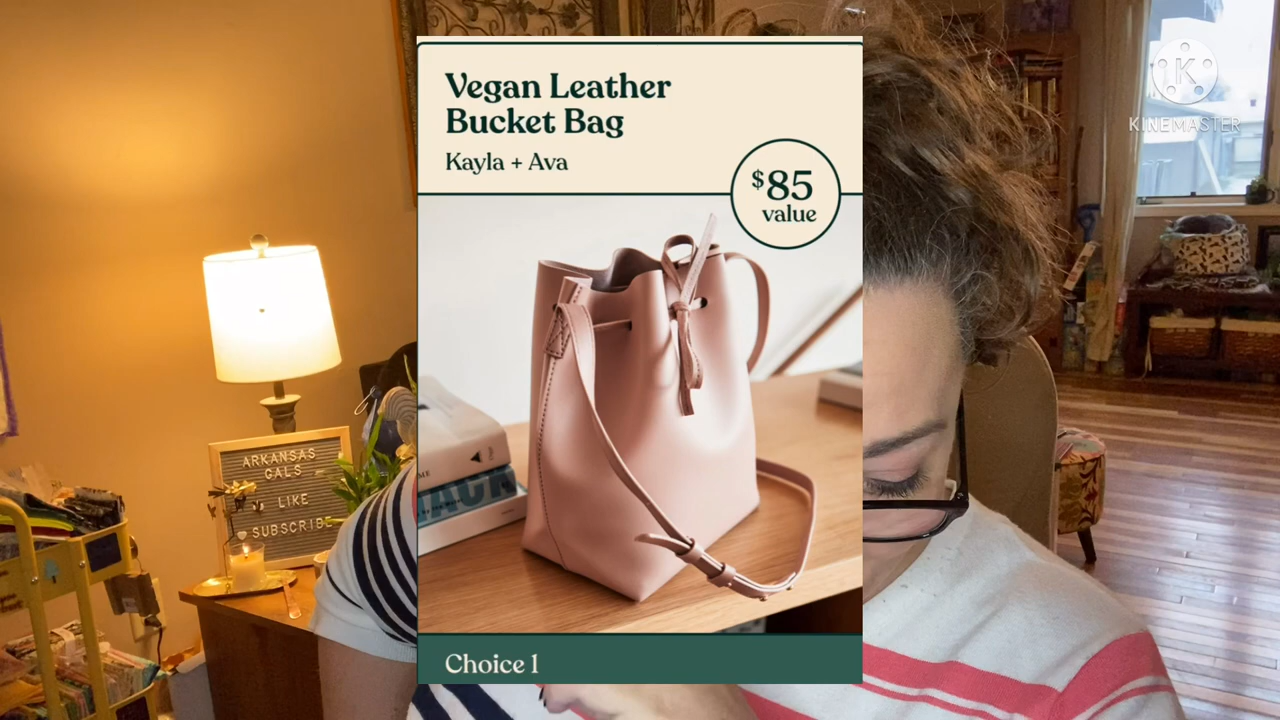 Vegan Leather
Bucket Bag
Kayla + Ava
$85
value
Choice 1
ARKANSAS
GALS
LIKE
SUBSCRIBE
K
KINEMASTER